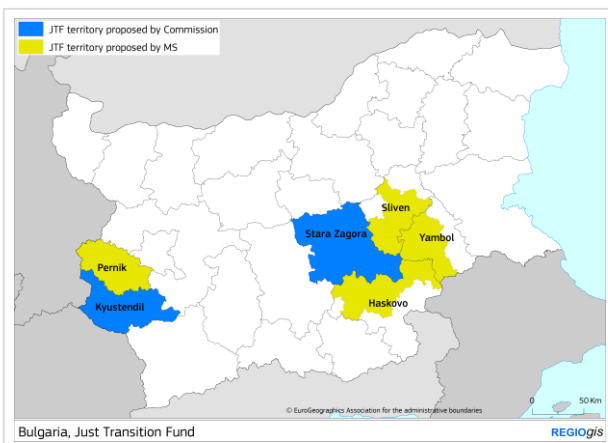 JTF territory proposed by Commission
JTF territory proposed by MS
Sliven
Stara Zagora
Yambol
Pernik
Haskovo
Kyustendil
0 50 Km
© EuroGeographics Association for the administrative boundaries
Bulgaria, Just Transition Fund
REGIOgis